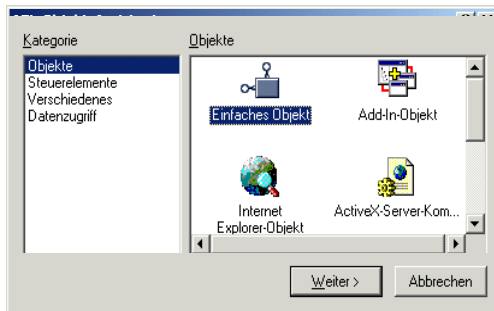 Kategorie
Objekte
Objekte
Steuerelemente
Verschiedenes
Datenzugriff
Einfaches Objekt
Add-In-Objekt
Internet
Explorer-Objekt
ActiveX-Server-Kom...
Weiter >
Abbrechen